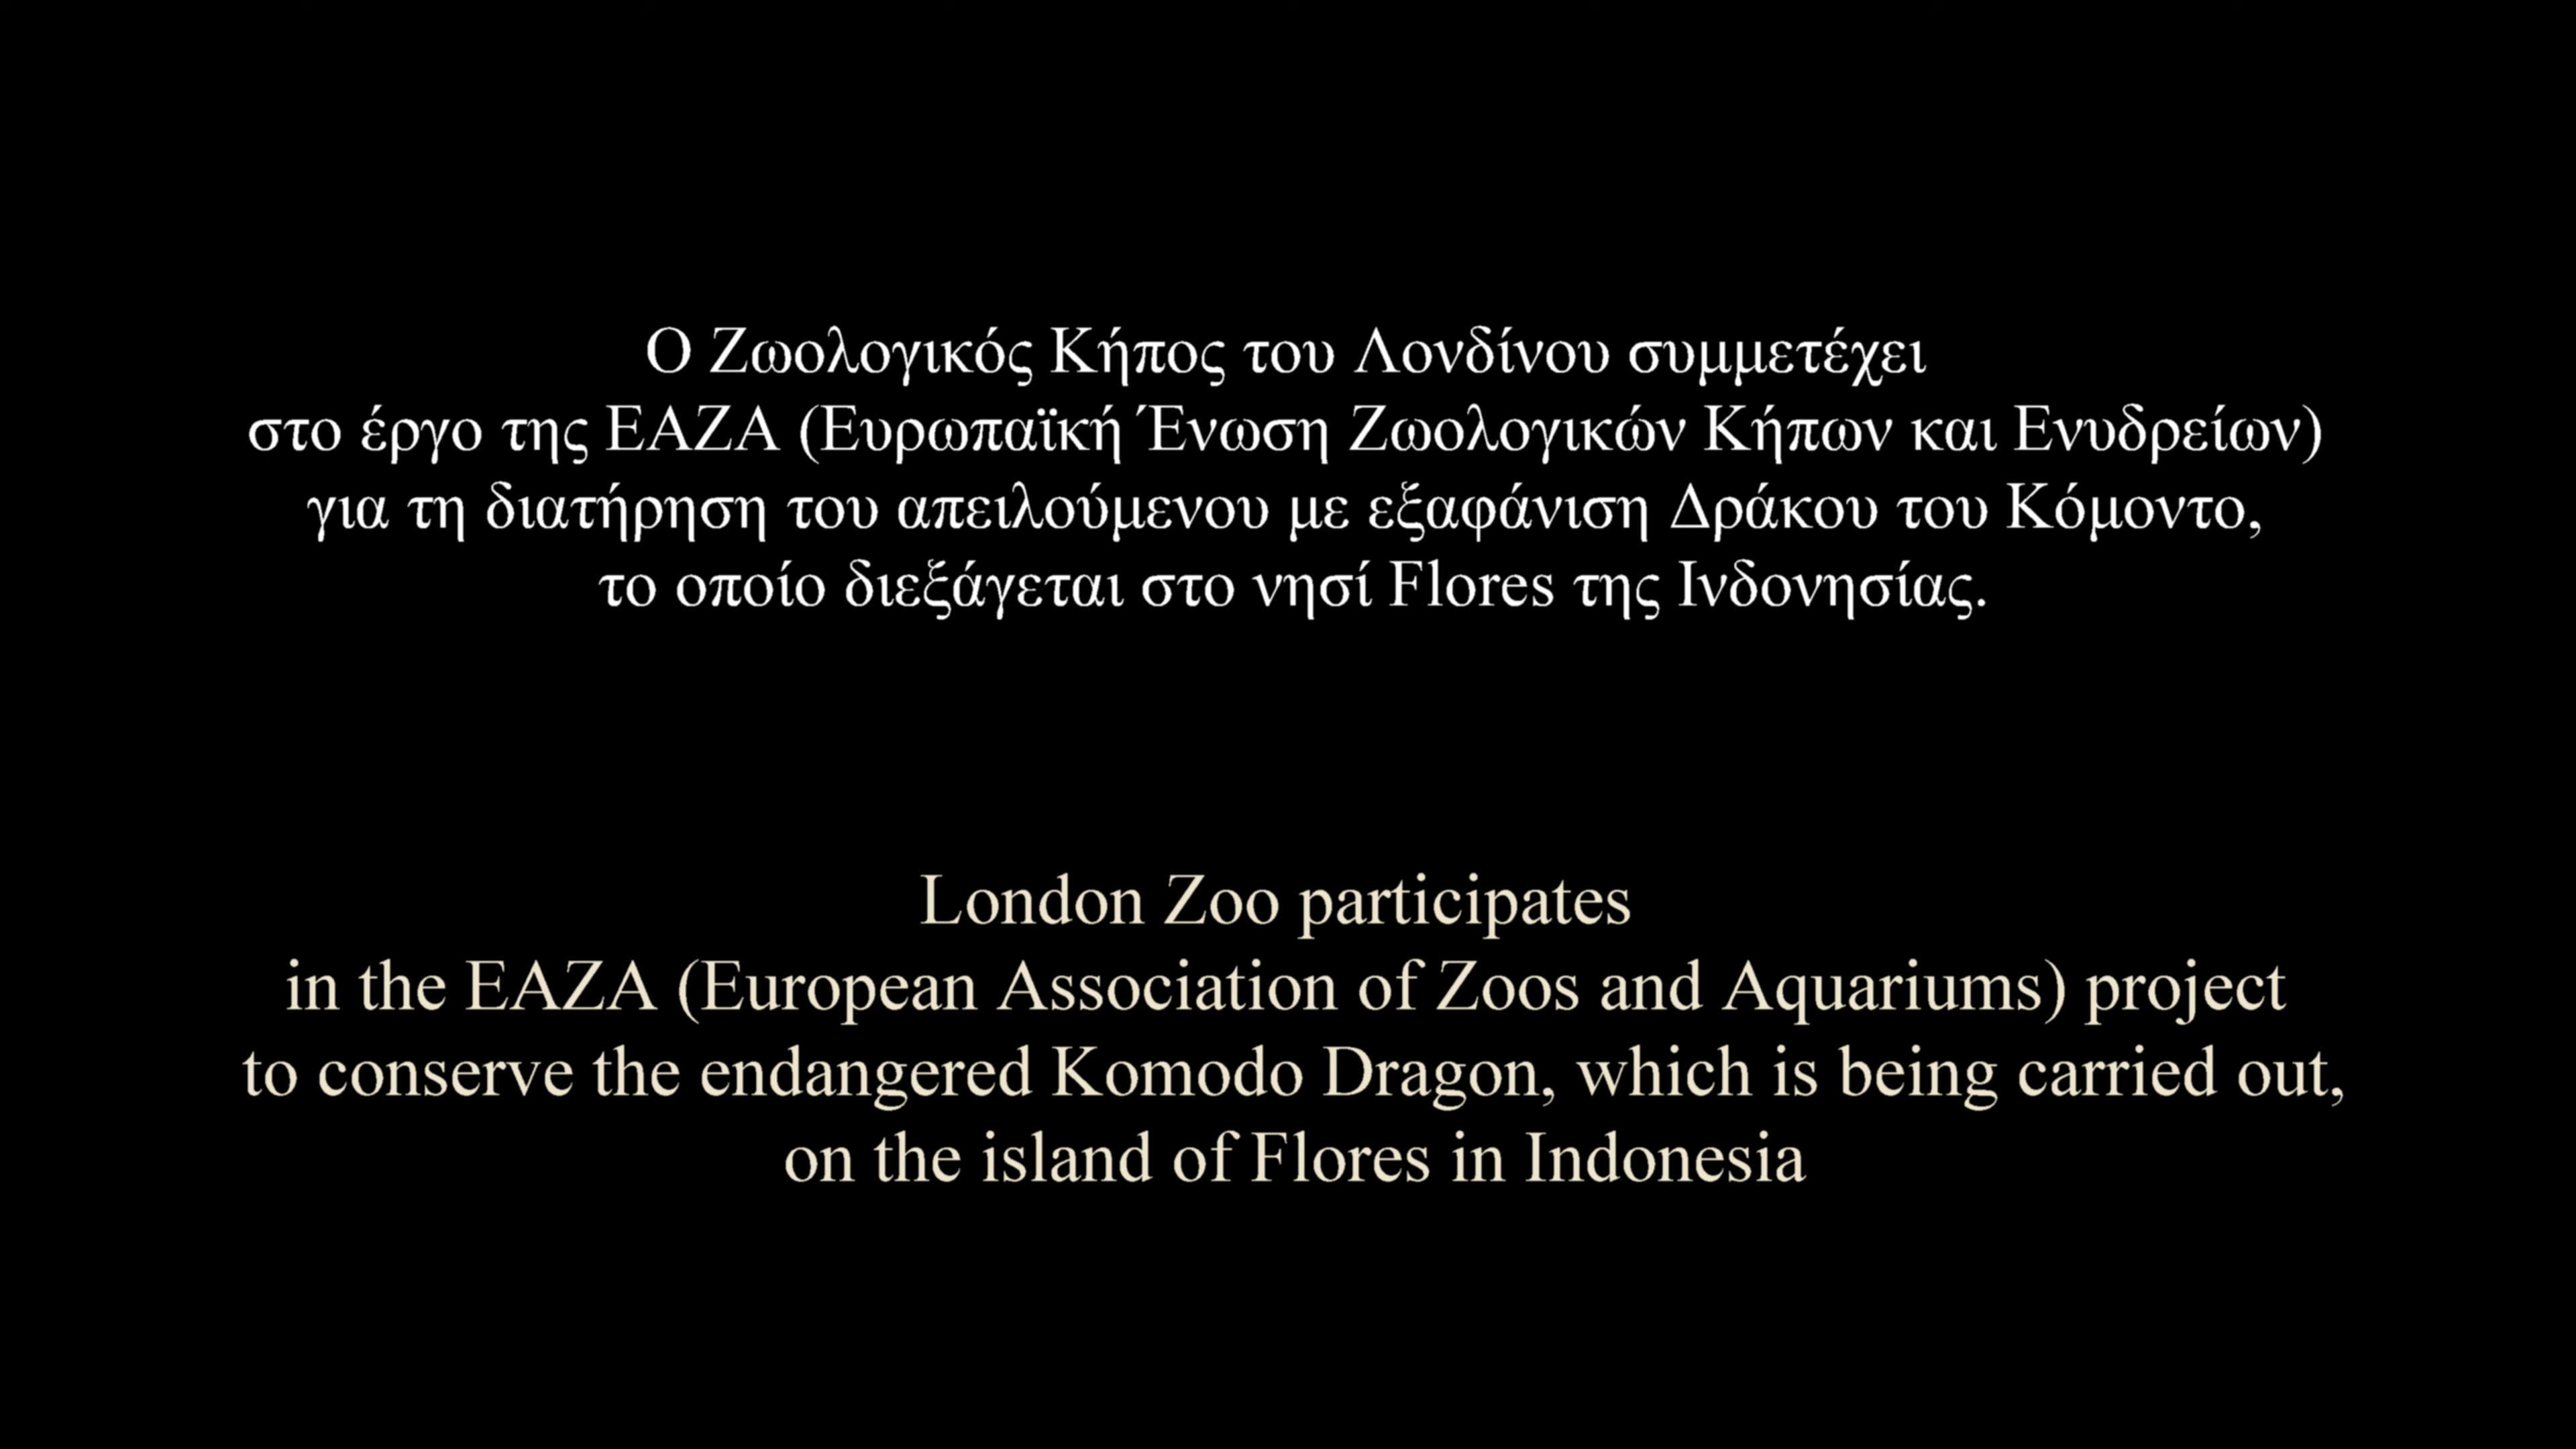 Ο Ζωολογικός Κήπος του Λονδίνου συμμετέχει
στο έργο της ΕΑΖΑ (Ευρωπαϊκή Ένωση Ζωολογικών Κήπων και Ενυδρείων)
για τη διατήρηση του απειλούμενου με εξαφάνιση Δράκου του Κόμοντο,
το οποίο διεξάγεται στο νησί Flores της Ινδονησίας.
London Zoo participates
in the EAZA (European Association of Zoos and Aquariums) project
to conserve the endangered Komodo Dragon, which is being carried out,
on the island of Flores in Indonesia